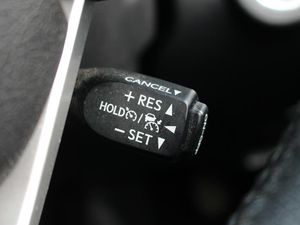 CANCEL▼
+ RES▲
HOLD / ◄
−SET▼